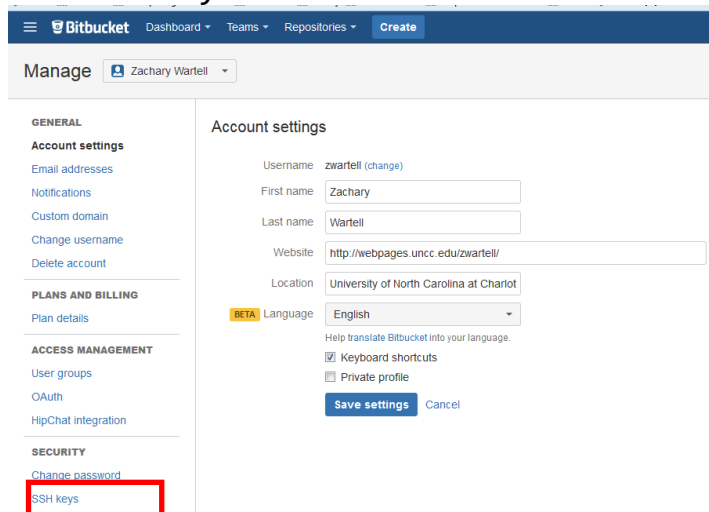 Bitbucket Dashboard Teams Repositories Create
Manage Zachary Wartell
GENERAL
Account settings
Email addresses
Notifications
Custom domain
Change username
Delete account
PLANS AND BILLING
Plan details
ACCESS MANAGEMENT
User groups
OAuth
HipChat integration
SECURITY
Change password
SSH keys
Account settings
Username zwartell (change)
First name Zachary
Last name Wartell
Website http://webpages.uncc.edu/zwartell/
Location University of North Carolina at Charlot
BETA Language English
Help translate Bitbucket into your language.
Keyboard shortcuts
Private profile
Save settings Cancel